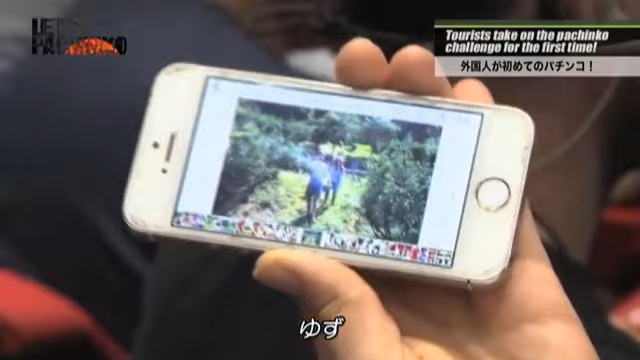 LET'S
PACHINKO
Tourists take on the pachinko
challenge for the first time!
外国人が初めてのパチンコ！
ゆず